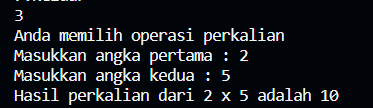 3
Anda memilih operasi perkalian
Masukkan angka pertama : 2
Masukkan angka kedua : 5
Hasil perkalian dari 2 x 5 adalah 10